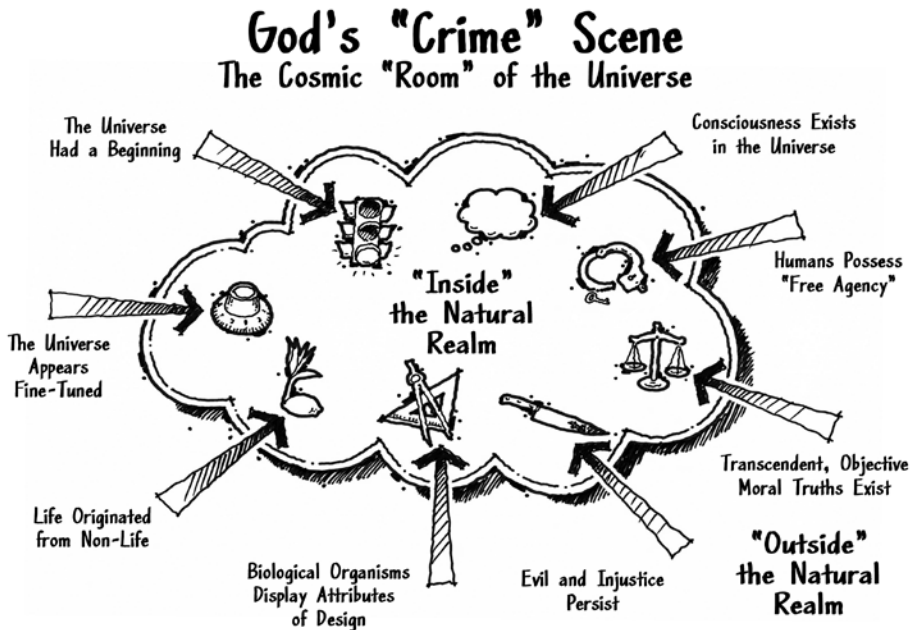 God's "Crime" Scene
The Cosmic "Room" of the Universe
The Universe
Had a Beginning
Consciousness Exists
in the Universe
Humans Possess
"Free Agency"
"Inside"
the Natural
Realm
The Universe
Appears
Fine-Tuned
Transcendent, Objective
Moral Truths Exist
Life Originated
from Non-Life
Biological Organisms
Display Attributes
of Design
Evil and Injustice
Persist
"Outside"
the Natural
Realm